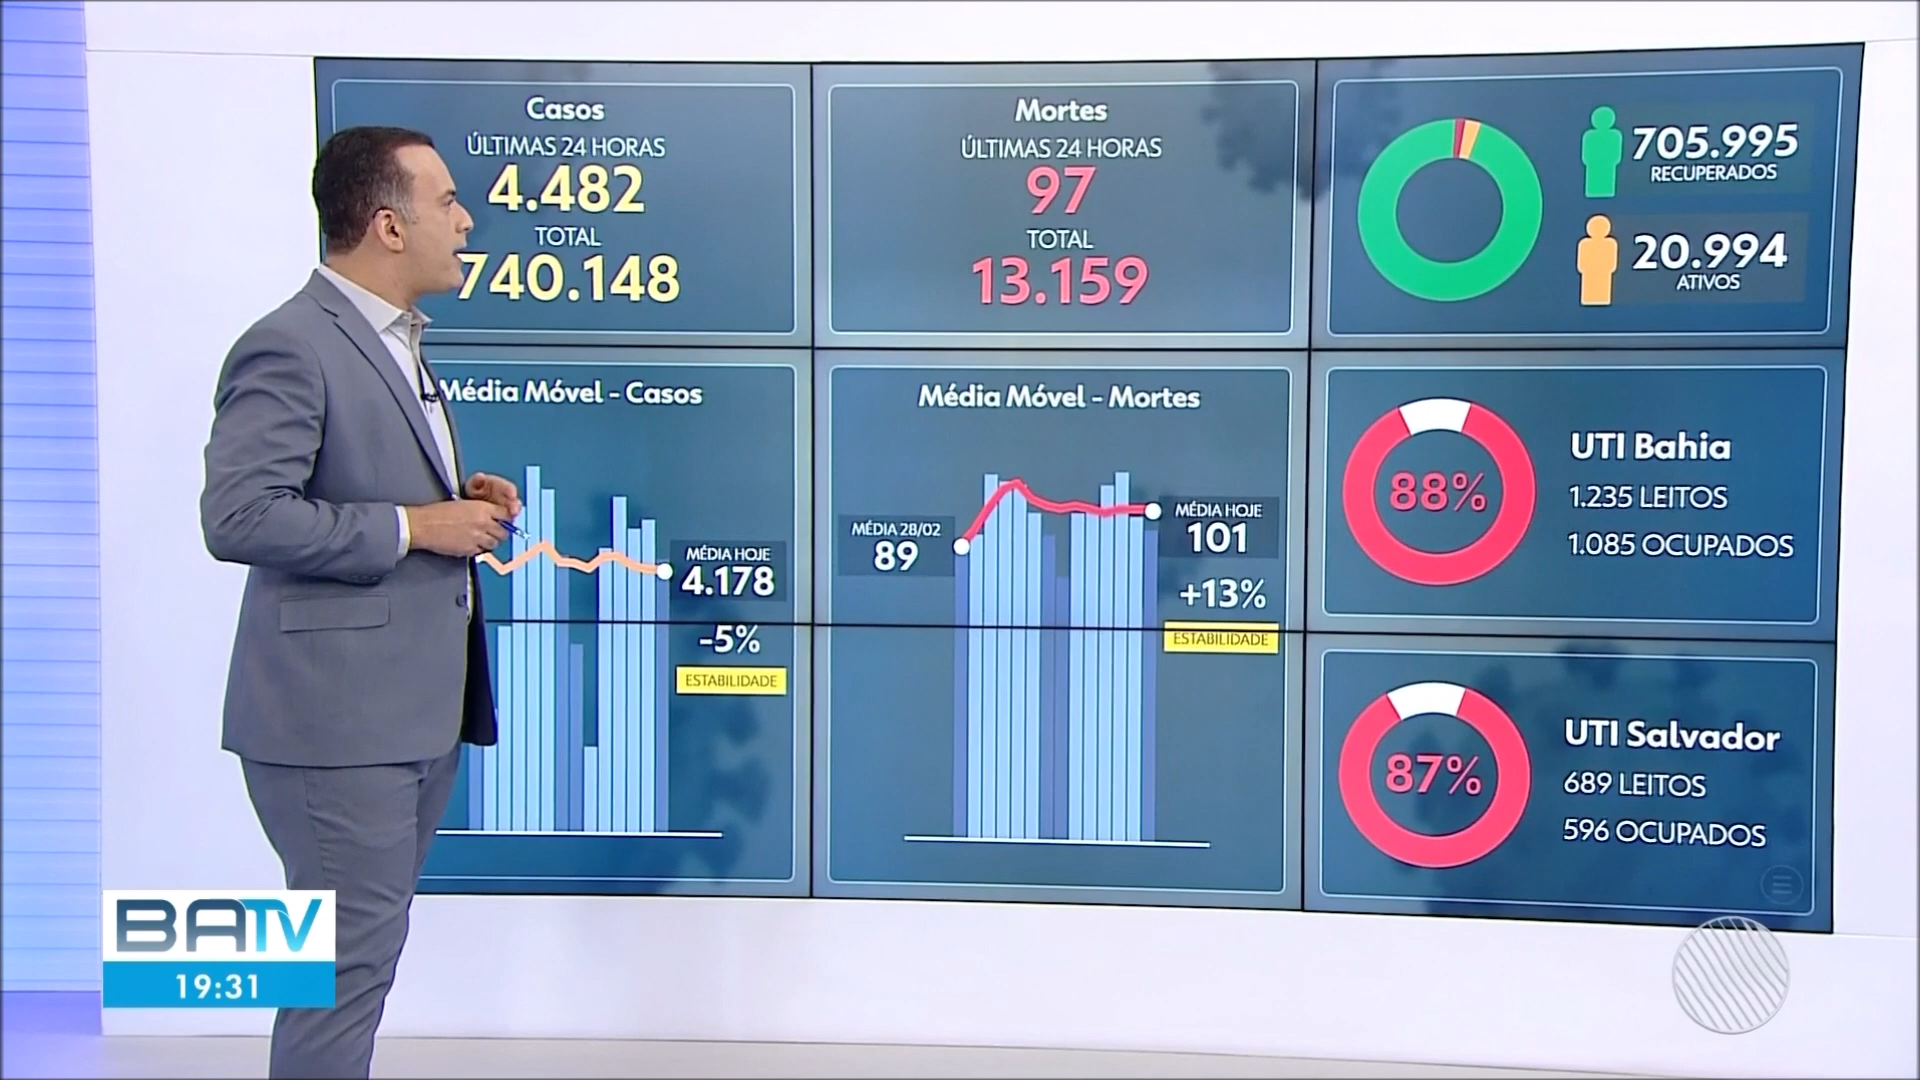 Casos
ÚLTIMAS 24 HORAS
4.482
TOTAL
740.148
Mortes
ÚLTIMAS 24 HORAS
97
TOTAL
13.159
705.995
RECUPERADOS
20.994
ATIVOS
Média Móvel - Casos
MÉDIA HOJE
4.178
-5%
ESTABILIDADE
Média Móvel - Mortes
MÉDIA 28/02
89
MÉDIA HOJE
101
+13%
ESTABILIDADE
88%
UTI Bahia
1.235 LEITOS
1.085 OCUPADOS
87%
UTI Salvador
689 LEITOS
596 OCUPADOS
BATV
19:31